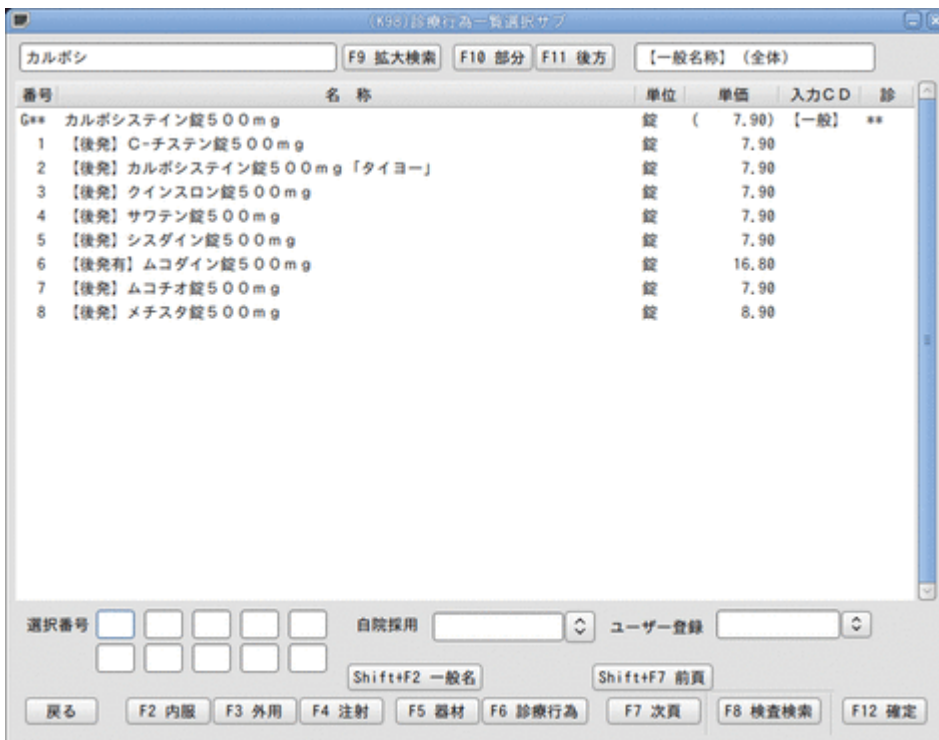 (K98)診療行為一覧選択サブ
カルボシ F9 拡大検索 F10 部分 F11 後方 【一般名称】（全体）
番号 名 称 単位 単価 入力ＣＤ 診
G** カルボシステイン錠５００ｍｇ 錠 ( 7.90) 【一般】 **
1 【後発】Ｃ-チステン錠５００ｍｇ 錠 7.90
2 【後発】カルボシステイン錠５００ｍｇ「タイヨー」 錠 7.90
3 【後発】クインスロン錠５００ｍｇ 錠 7.90
4 【後発】サワテン錠５００ｍｇ 錠 7.90
5 【後発】シスダイン錠５００ｍｇ 錠 7.90
6 【後発有】ムコダイン錠５００ｍｇ 錠 16.80
7 【後発】ムコチオ錠５００ｍｇ 錠 7.90
8 【後発】メチスタ錠５００ｍｇ 錠 8.90
選択番号 自院採用 ユーザー登録
Shift+F2 一般名 Shift+F7 前頁
戻る F2 内服 F3 外用 F4 注射 F5 器材 F6 診療行為 F7 次頁 F8 検査検索 F12 確定